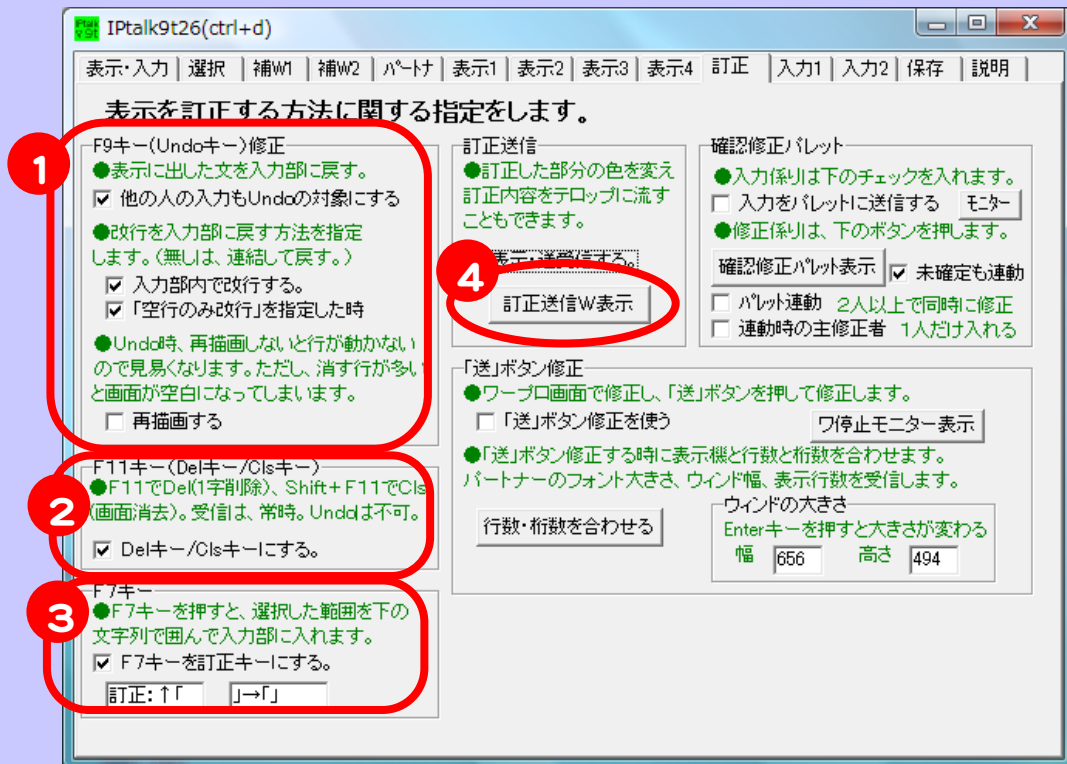 IPtalk9t26(ctrl+d)
表示・入力 選択 補W1 補W2 パートナ 表示1 表示2 表示3 表示4 訂正 入力1 入力2 保存 説明
表示を訂正する方法に関する指定をします。
1
F9キー(Undoキー)修正
●表示に出した文を入力部に戻す。
他の人の入力もUndoの対象にする
●改行を入力部に戻す方法を指定
します。(無しは、連結して戻す。)
入力部内で改行する。
「空行のみ改行」を指定した時
●Undo時、再描画しないと行が動かない
ので見易くなります。ただし、消す行が多い
と画面が空白になってしまいます。
再描画する
2
F11キー(Delキー/Clsキー)
●F11でDel(1字削除)、Shift+F11でCls
(画面消去)。受信は、常時。Undoは不可。
Delキー/Clsキーにする。
3
F7キー
●F7キーを押すと、選択した範囲を下の
文字列で囲んで入力部に入れます。
F7キーを訂正キーにする。
訂正:↑「 」→「」
訂正送信
●訂正した部分の色を変え
訂正内容をテロップに流す
こともできます。
4
表示・送受信する。
訂正送信W表示
確認修正パレット
●入力係りは下のチェックを入れます。
入力をパレットに送信する モニター
●修正係りは、下のボタンを押します。
確認修正パレット表示 未確定も連動
パレット連動 2人以上で同時に修正
連動時の主修正者 1人だけ入れる
「送」ボタン修正
●ワープロ画面で修正し、「送」ボタンを押して修正します。
「送」ボタン修正を使う ワ停止モニター表示
●「送」ボタン修正する時に表示機と行数と桁数を合わせます。
パートナーのフォント大きさ、ウィンド幅、表示行数を受信します。
行数・桁数を合わせる
ウィンドの大きさ
Enterキーを押すと大きさが変わる
幅 656 高さ 494